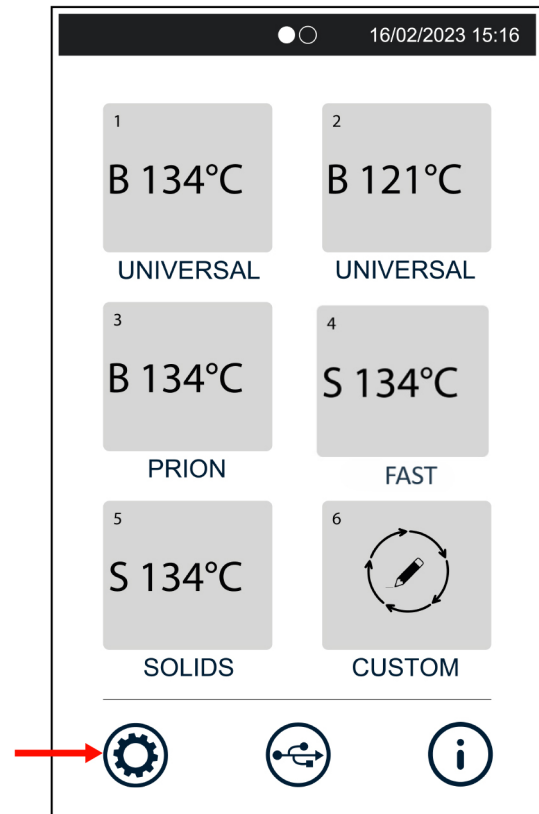 16/02/2023 15:16
1
B 134°C
UNIVERSAL
2
B 121°C
UNIVERSAL
3
B 134°C
PRION
4
S 134°C
FAST
5
S 134°C
SOLIDS
6
CUSTOM
i